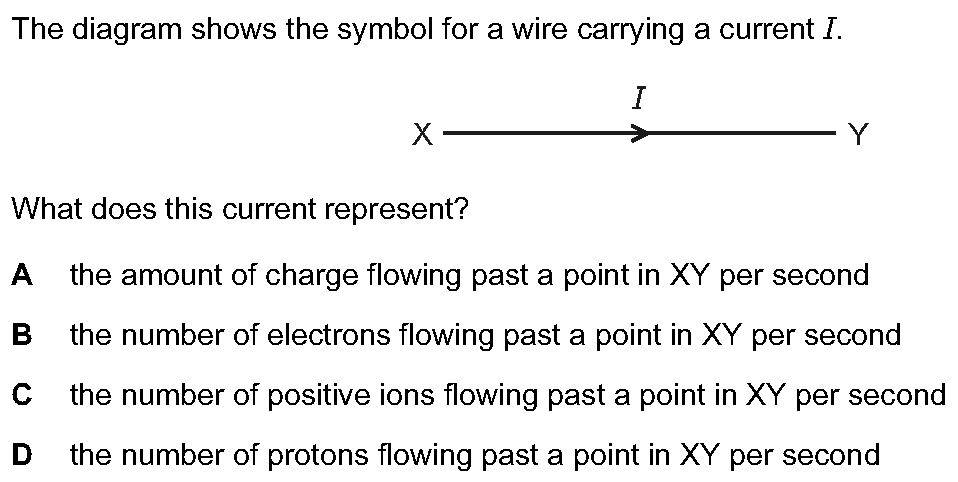 The diagram shows the symbol for a wire carrying a current I.
I
X Y
What does this current represent?
A the amount of charge flowing past a point in XY per second
B the number of electrons flowing past a point in XY per second
C the number of positive ions flowing past a point in XY per second
D the number of protons flowing past a point in XY per second